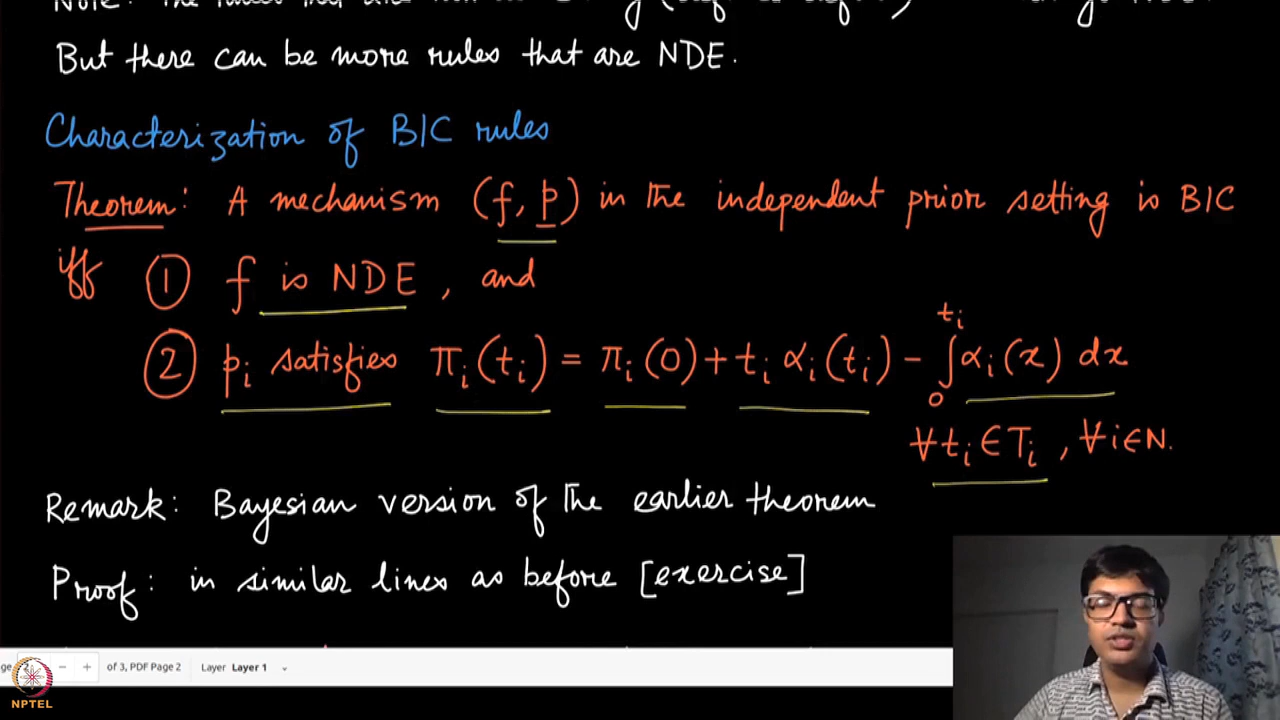 But there can be more rules that are NDE.
Characterization of BIC rules
Theorem: A mechanism (f, p) in the independent prior setting is BIC
iff ① f is NDE, and
② pᵢ satisfies πᵢ(tᵢ) = πᵢ(0) + tᵢ αᵢ(tᵢ) − ∫₀^tᵢ αᵢ(x) dx
∀tᵢ∈Tᵢ, ∀i∈N.
Remark: Bayesian version of the earlier theorem
Proof: in similar lines as before [exercise]
of 3, PDF Page 2 Layer Layer 1
NPTEL